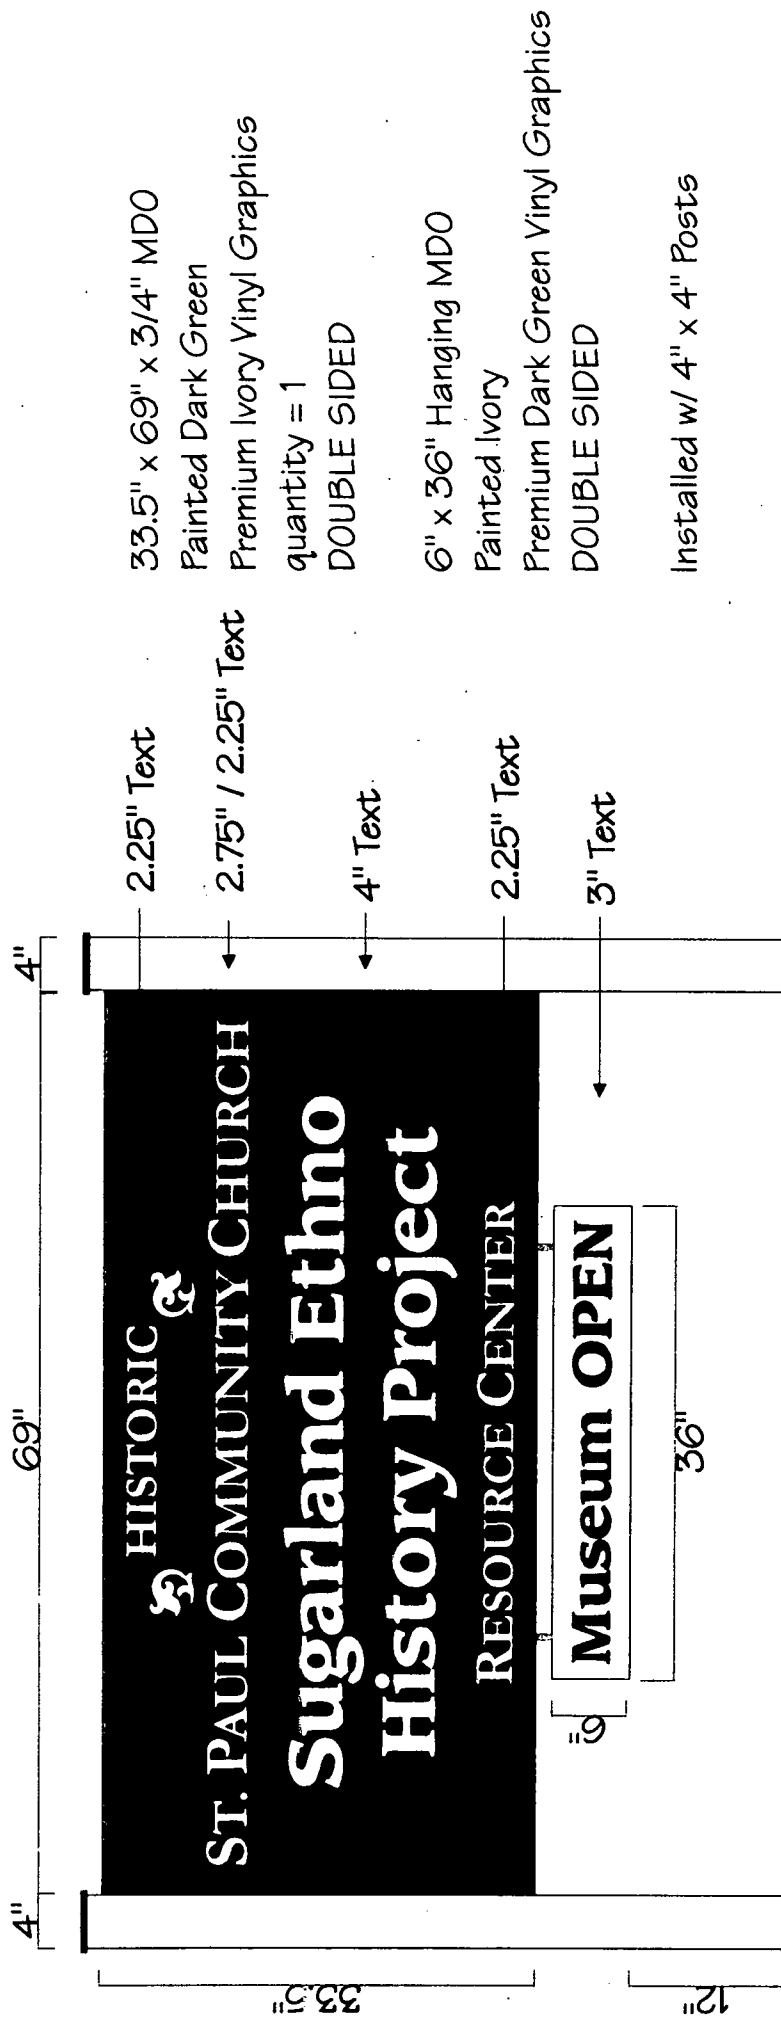 4"
69"
4"
33.5"
HISTORIC
ST. PAUL COMMUNITY CHURCH
Sugarland Ethno
History Project
RESOURCE CENTER
Museum OPEN
6"
36"
12"
2.25" Text
2.75" / 2.25" Text
4" Text
2.25" Text
3" Text
33.5" x 69" x 3/4" MDO
Painted Dark Green
Premium Ivory Vinyl Graphics
quantity = 1
DOUBLE SIDED
6" x 36" Hanging MDO
Painted Ivory
Premium Dark Green Vinyl Graphics
DOUBLE SIDED
Installed w/ 4" x 4" Posts